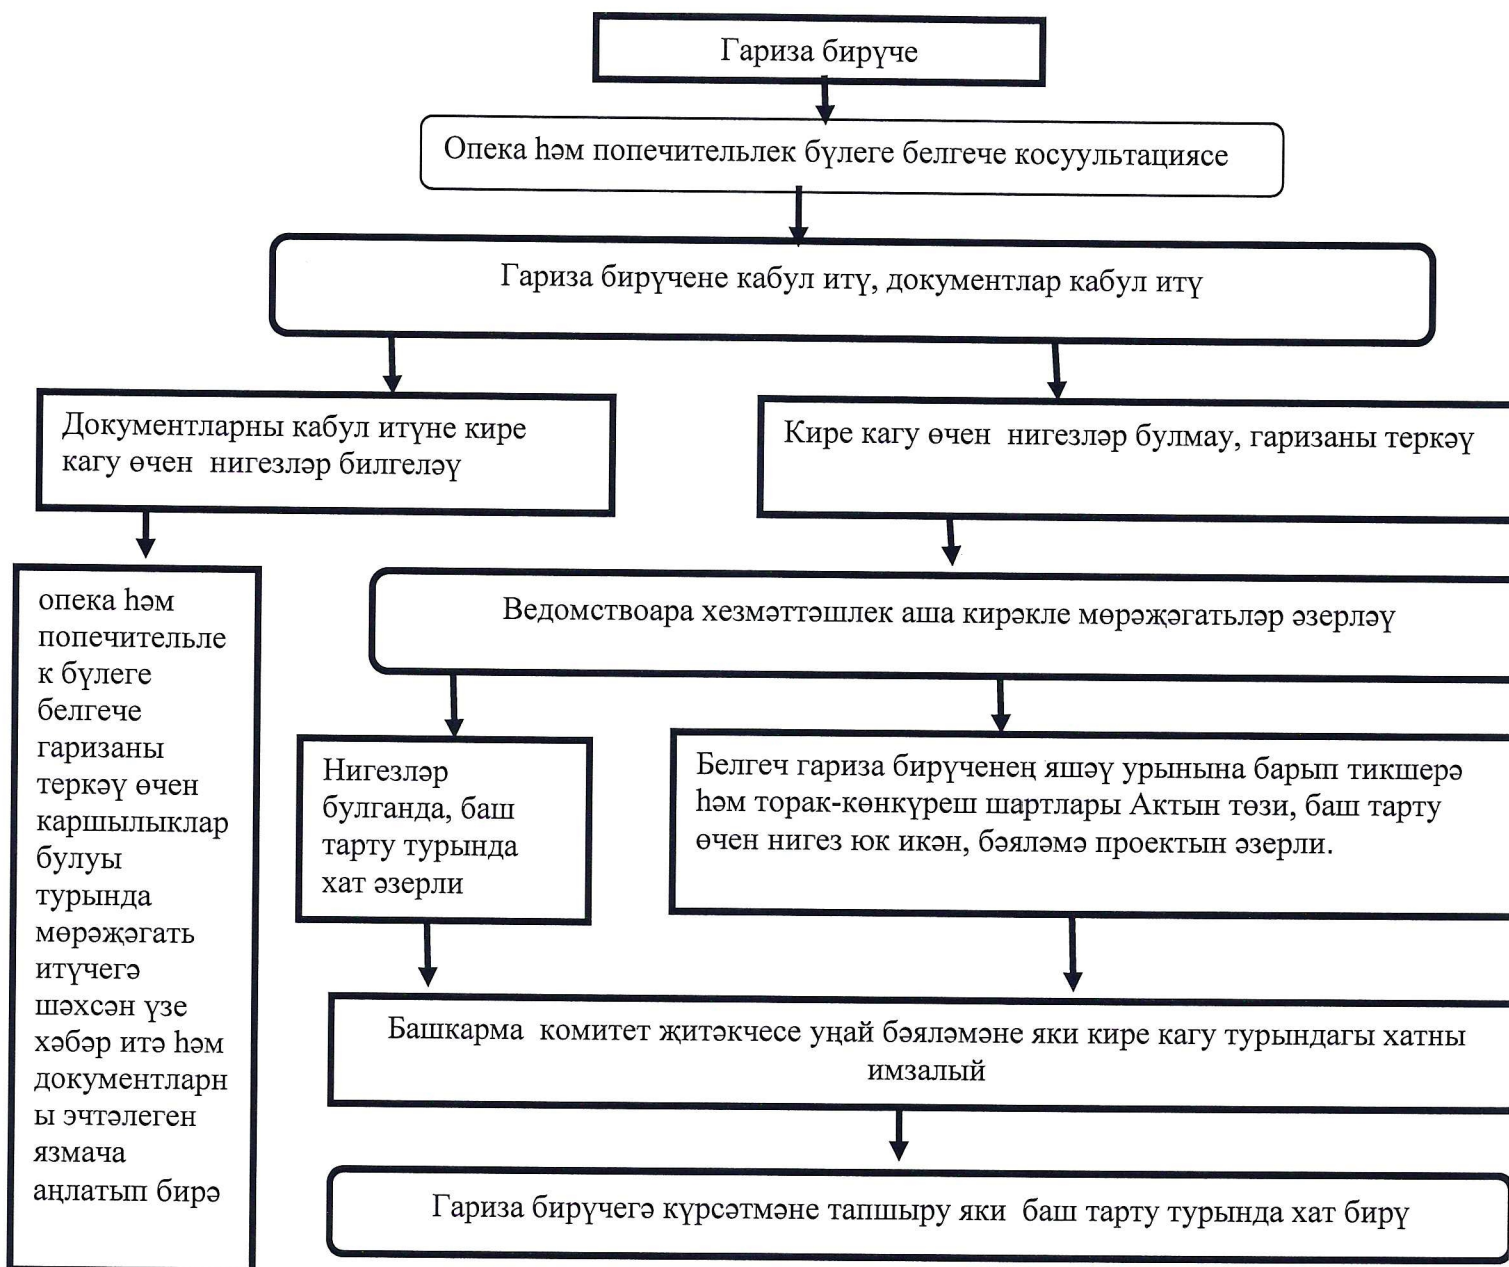 Гариза бирүче
Опека һәм попечительлек бүлеге белгече косуультациясе
Гариза бирүчене кабул итү, документлар кабул итү
Документларны кабул итүне кире
кагу өчен нигезләр билгеләү
Кире кагу өчен нигезләр булмау, гаризаны теркәү
опека һәм
попечительле
к бүлеге
белгече
гаризаны
теркәү өчен
каршылыклар
булуы
турында
мөрәҗәгать
итүчегә
шәхсән үзе
хәбәр итә һәм
документларн
ы эчтәлеген
язмача
аңлатып бирә
Ведомствоара хезмәттәшлек аша кирәкле мөрәҗәгатьләр әзерләү
Нигезләр
булганда, баш
тарту турында
хат әзерли
Белгеч гариза бирүченең яшәү урынына барып тикшерә
һәм торак-көнкүреш шартлары Актын төзи, баш тарту
өчен нигез юк икән, бәяләмә проектын әзерли.
Башкарма комитет җитәкчесе уңай бәяләмәне яки кире кагу турындагы хатны
имзалый
Гариза бирүчегә күрсәтмәне тапшыру яки баш тарту турында хат бирү